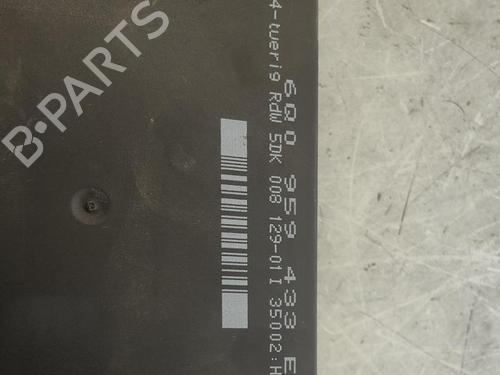 6Q0 959 433 E
4-tuerig RdW 5DK 008 129-01 I 35002:H
B-PARTS